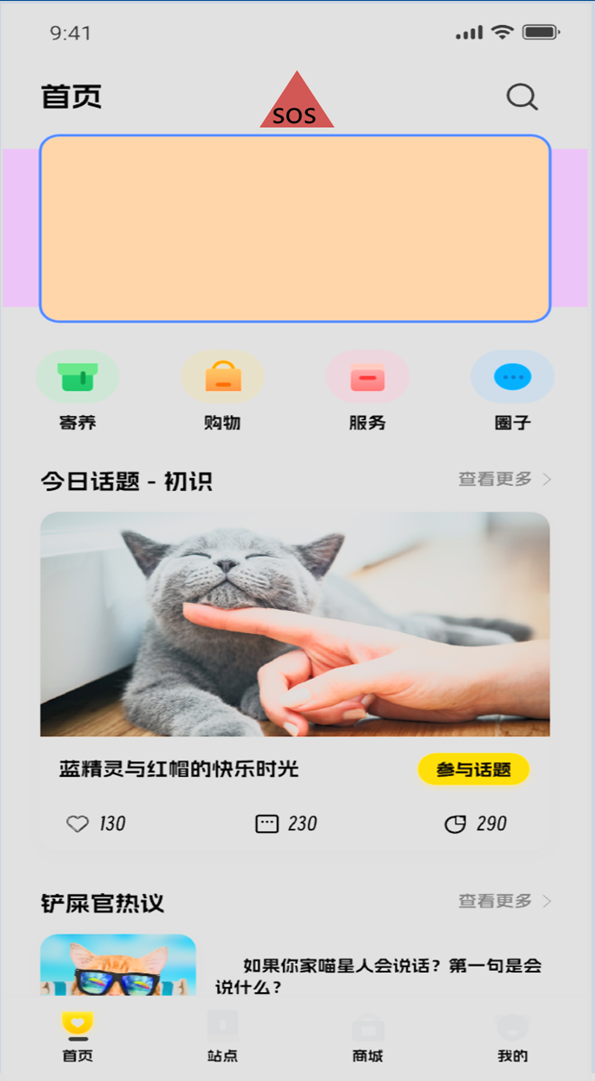 9:41
首页
SOS
寄养 购物 服务 圈子
今日话题 - 初识 查看更多
蓝精灵与红帽的快乐时光 参与话题
130 230 290
铲屎官热议 查看更多
如果你家喵星人会说话？第一句是会
说什么？
首页 站点 商城 我的